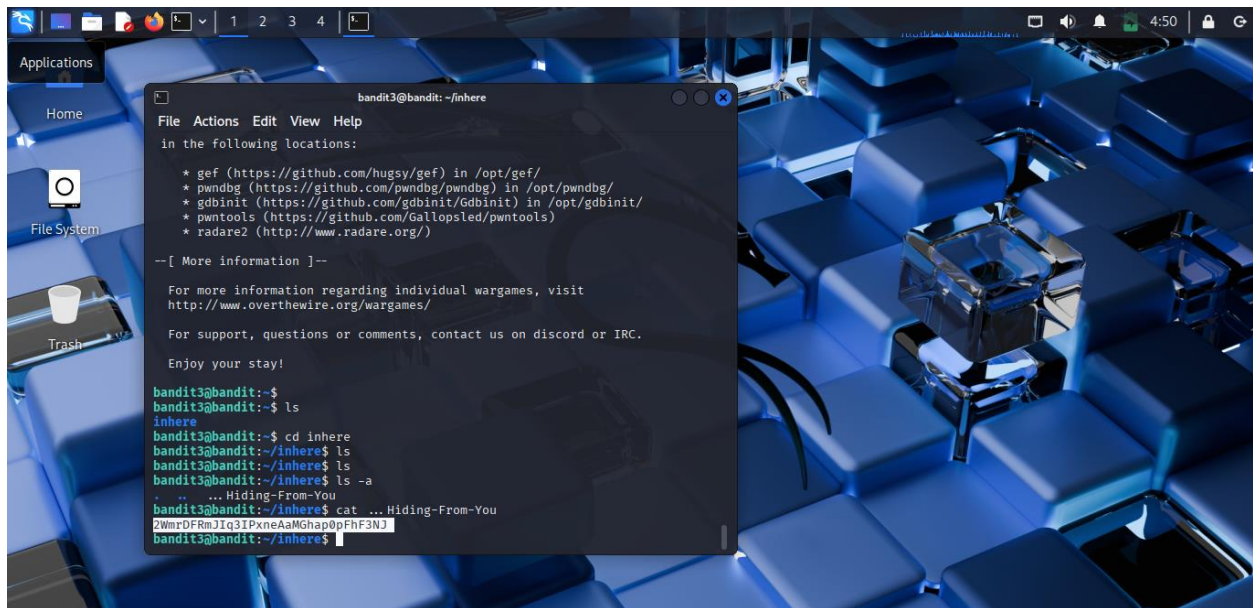 1 2 3 4
4:50
Applications
Home
File System
Trash
bandit3@bandit: ~/inhere
File Actions Edit View Help
in the following locations:
* gef (https://github.com/hugsy/gef) in /opt/gef/
* pwndbg (https://github.com/pwndbg/pwndbg) in /opt/pwndbg/
* gdbinit (https://github.com/gdbinit/Gdbinit) in /opt/gdbinit/
* pwntools (https://github.com/Gallopsled/pwntools)
* radare2 (http://www.radare.org/)
--[ More information ]--
For more information regarding individual wargames, visit
http://www.overthewire.org/wargames/
For support, questions or comments, contact us on discord or IRC.
Enjoy your stay!
bandit3@bandit:~$
bandit3@bandit:~$ ls
inhere
bandit3@bandit:~$ cd inhere
bandit3@bandit:~/inhere$ ls
bandit3@bandit:~/inhere$ ls
bandit3@bandit:~/inhere$ ls -a
. .. ...Hiding-From-You
bandit3@bandit:~/inhere$ cat ...Hiding-From-You
2WmrDFRmJIq3IPxneAaMGhap0pFhF3NJ
bandit3@bandit:~/inhere$